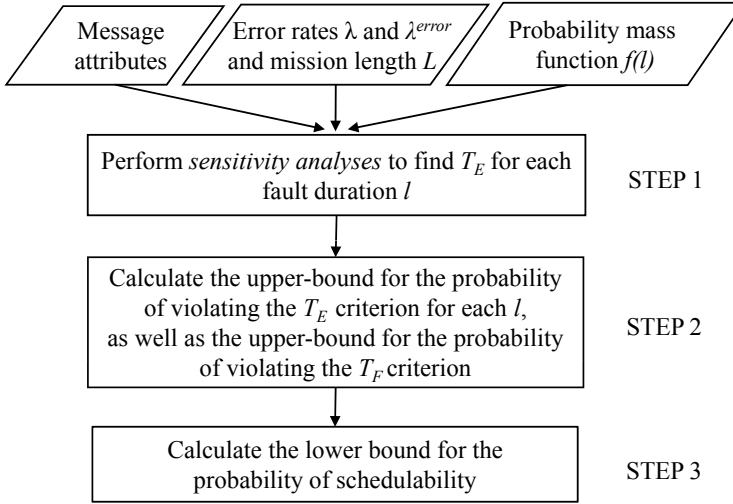 Message
attributes
Error rates λ and λ^error
and mission length L
Probability mass
function f(l)
Perform sensitivity analyses to find T_E for each
fault duration l
STEP 1
Calculate the upper-bound for the probability
of violating the T_E criterion for each l,
as well as the upper-bound for the probability
of violating the T_F criterion
STEP 2
Calculate the lower bound for the
probability of schedulability
STEP 3